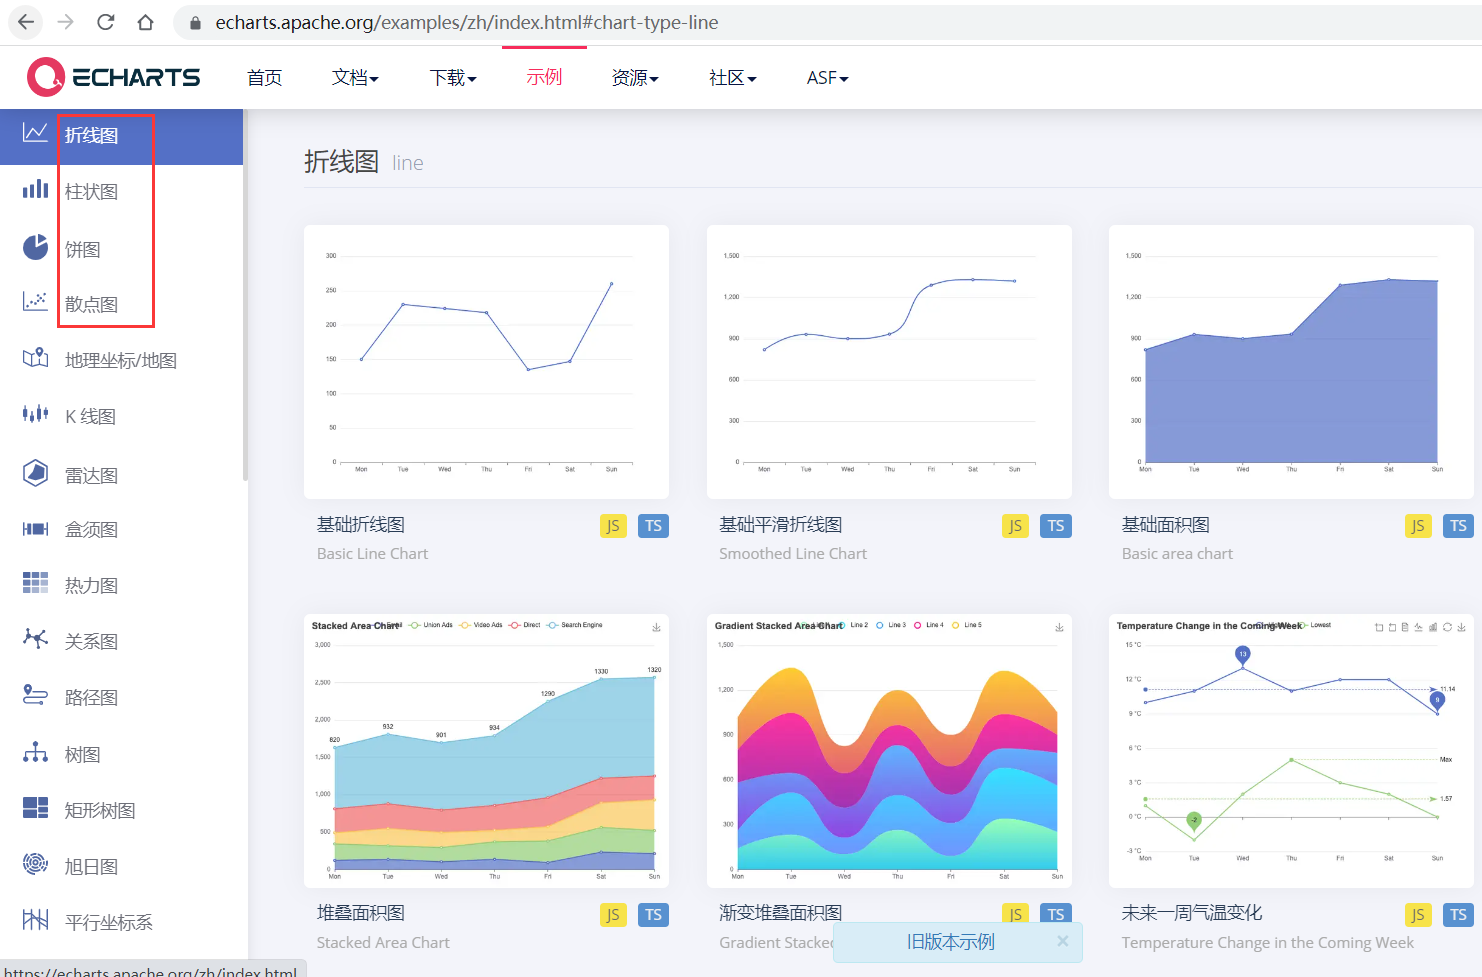 echarts.apache.org/examples/zh/index.html#chart-type-line
ECHARTS 首页 文档 下载 示例 资源 社区 ASF
折线图
柱状图
饼图
散点图
地理坐标/地图
K 线图
雷达图
盒须图
热力图
关系图
路径图
树图
矩形树图
旭日图
平行坐标系
https://echarts.apache.org/zh/index.html
折线图 line
300
250
200
150
100
50
0
Mon Tue Wed Thu Fri Sat Sun
基础折线图 JS TS
Basic Line Chart
1,500
1,200
900
600
300
0
Mon Tue Wed Thu Fri Sat Sun
基础平滑折线图 JS TS
Smoothed Line Chart
1,500
1,200
900
600
300
0
Mon Tue Wed Thu Fri Sat Sun
基础面积图 JS TS
Basic area chart
Stacked Area Chart Union Ads Video Ads Direct Search Engine
3,000
2,500
2,000
1,500
1,000
500
0
820 932 901 934 1290 1330 1320
Mon Tue Wed Thu Fri Sat Sun
堆叠面积图 JS TS
Stacked Area Chart
Gradient Stacked Area Chart Line 2 Line 3 Line 4 Line 5
1,500
1,200
900
600
300
0
Mon Tue Wed Thu Fri Sat Sun
渐变堆叠面积图 JS TS
Gradient Stacked
Temperature Change in the Coming Week Lowest
15 °C
12 °C
9 °C
6 °C
3 °C
0 °C
-3 °C
13
11.14
9
Max
1.57
-2
Mon Tue Wed Thu Fri Sat Sun
未来一周气温变化 JS TS
Temperature Change in the Coming Week
旧版本示例 ×